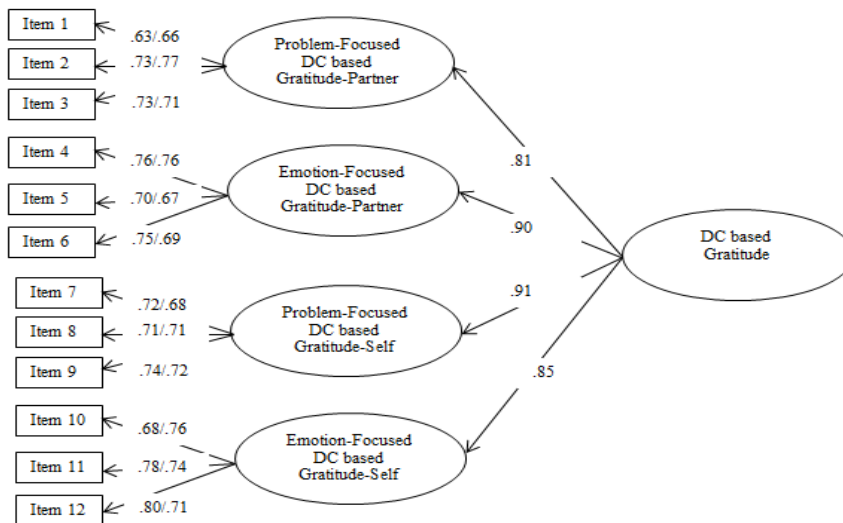 Item 1
.63/.66
Item 2
.73/.77
Item 3
.73/.71
Problem-Focused
DC based
Gratitude-Partner
Item 4
.76/.76
Item 5
.70/.67
Item 6
.75/.69
Emotion-Focused
DC based
Gratitude-Partner
Item 7
.72/.68
Item 8
.71/.71
Item 9
.74/.72
Problem-Focused
DC based
Gratitude-Self
Item 10
.68/.76
Item 11
.78/.74
Item 12
.80/.71
Emotion-Focused
DC based
Gratitude-Self
.81
.90
.91
.85
DC based
Gratitude